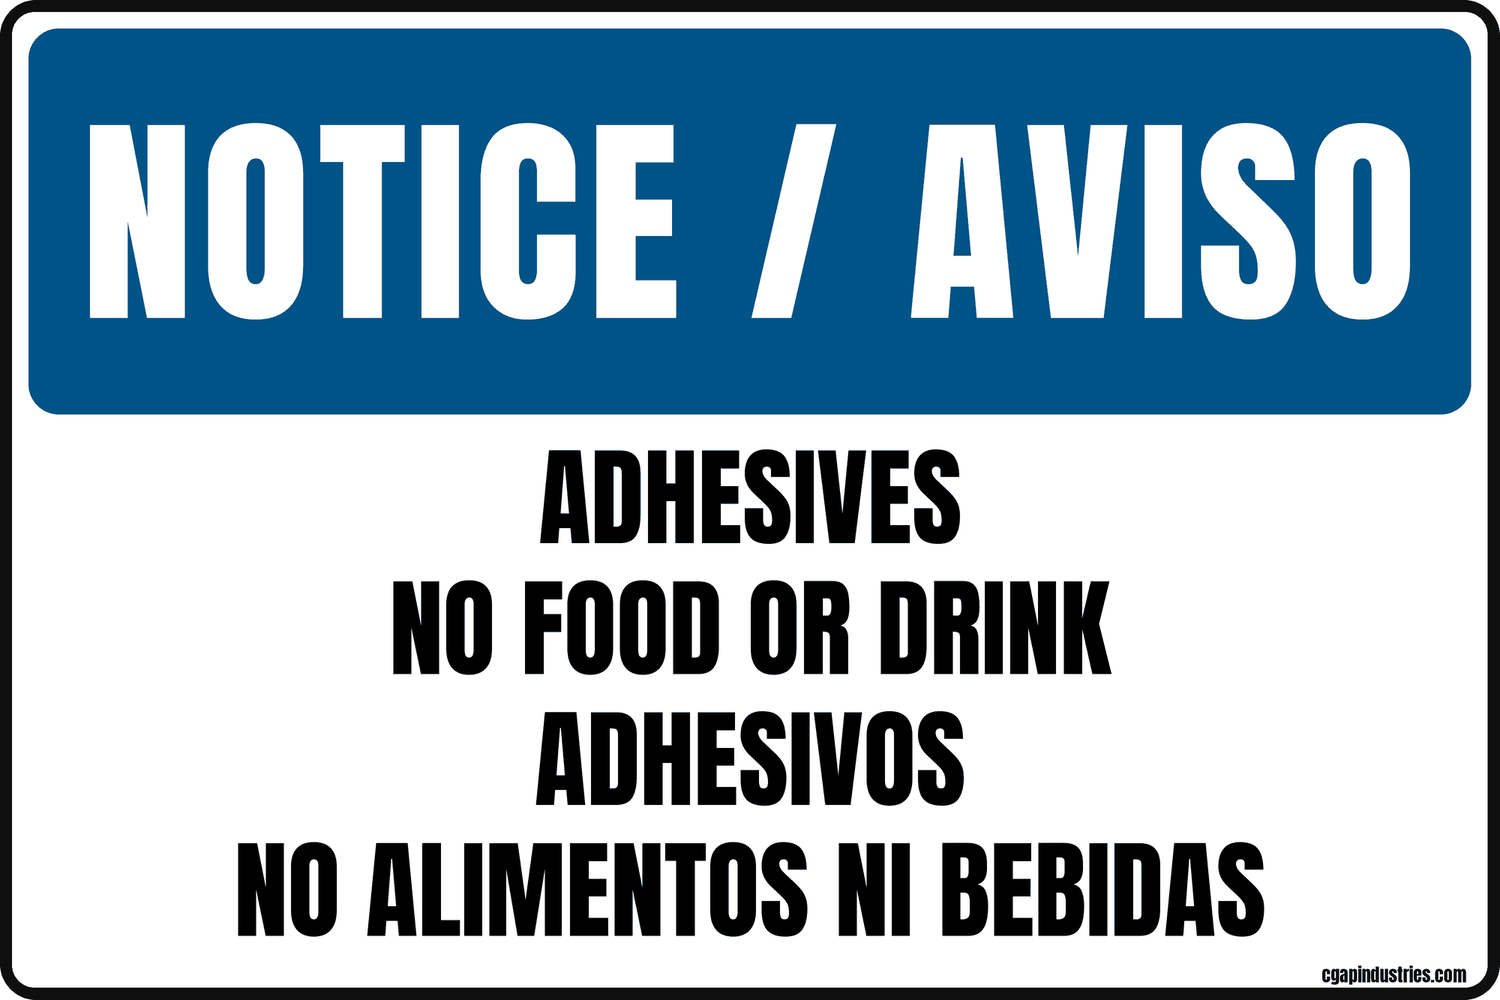 NOTICE / AVISO
ADHESIVES
NO FOOD OR DRINK
ADHESIVOS
NO ALIMENTOS NI BEBIDAS
cgapindustries.com